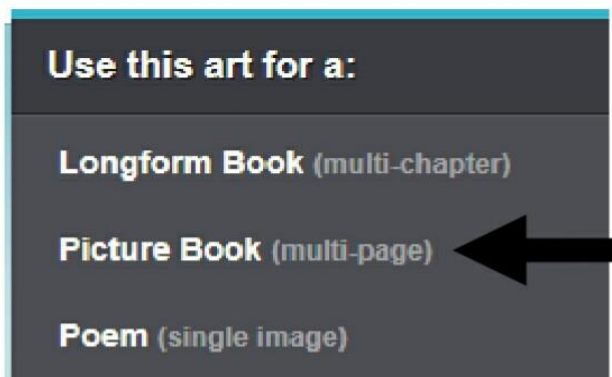 Use this art for a:
Longform Book (multi-chapter)
Picture Book (multi-page)
Poem (single image)